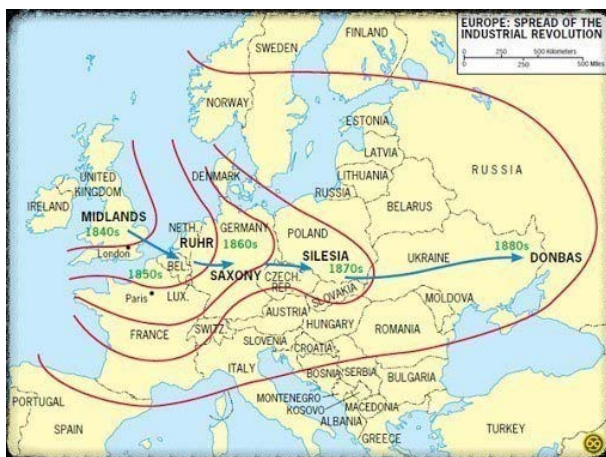 EUROPE: SPREAD OF THE
INDUSTRIAL REVOLUTION
0 250 500 Kilometers
0 250 500 Miles
FINLAND
SWEDEN
NORWAY
ESTONIA
RUSSIA
LATVIA
DENMARK
LITHUANIA
UNITED
KINGDOM
RUSSIA
IRELAND
BELARUS
MIDLANDS
NETH.
GERMANY
POLAND
1840s
RUHR
1860s
London
BEL.
SILESIA
UKRAINE
1880s
DONBAS
1850s
SAXONY
1870s
CZECH.
REP.
Paris
LUX.
SLOVAKIA
MOLDOVA
AUSTRIA
HUNGARY
FRANCE
SWITZ.
ROMANIA
SLOVENIA
CROATIA
ITALY
BOSNIA
SERBIA
BULGARIA
MONTENEGRO
KOSOVO
MACEDONIA
PORTUGAL
ALBANIA
SPAIN
GREECE
TURKEY